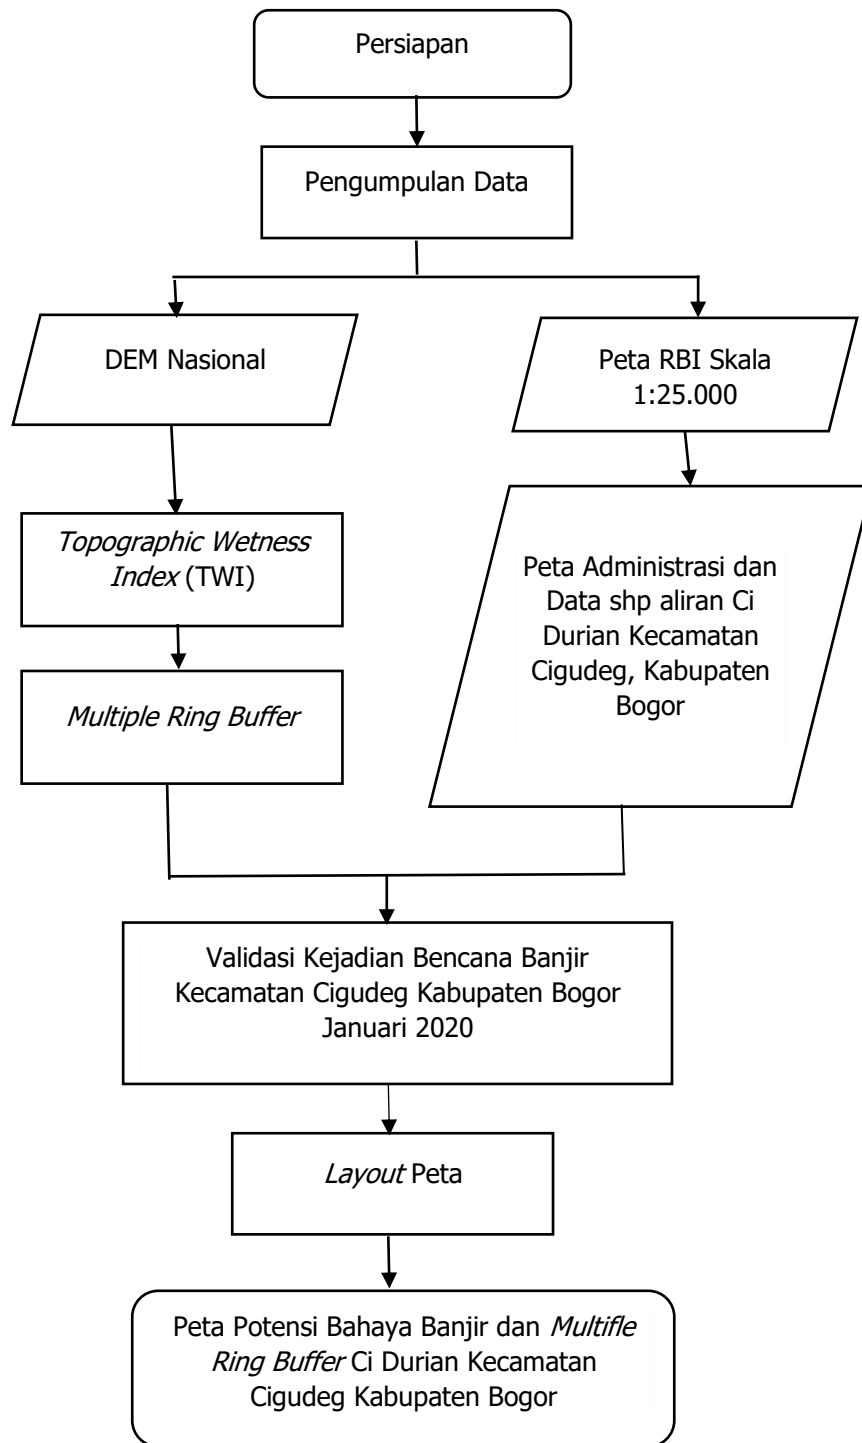 Persiapan
Pengumpulan Data
DEM Nasional
Peta RBI Skala
1:25.000
Topographic Wetness
Index (TWI)
Peta Administrasi dan
Data shp aliran Ci
Durian Kecamatan
Cigudeg, Kabupaten
Bogor
Multiple Ring Buffer
Validasi Kejadian Bencana Banjir
Kecamatan Cigudeg Kabupaten Bogor
Januari 2020
Layout Peta
Peta Potensi Bahaya Banjir dan Multifle
Ring Buffer Ci Durian Kecamatan
Cigudeg Kabupaten Bogor